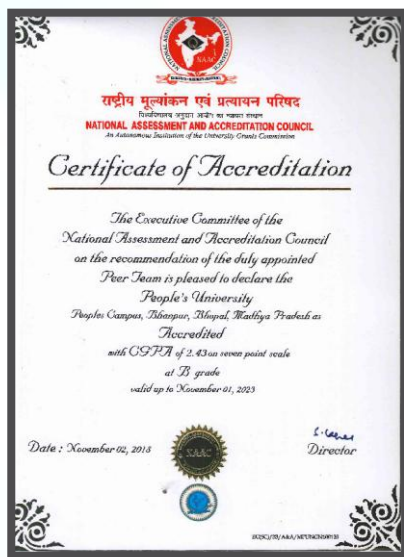 NAAC
राष्ट्रीय मूल्यांकन एवं प्रत्यायन परिषद
विश्वविद्यालय अनुदान आयोग का स्वायत्त संस्थान
NATIONAL ASSESSMENT AND ACCREDITATION COUNCIL
An Autonomous Institution of the University Grants Commission
Certificate of Accreditation
The Executive Committee of the
National Assessment and Accreditation Council
on the recommendation of the duly appointed
Peer Team is pleased to declare the
People's University
Peoples Campus, Bhanpur, Bhopal, Madhya Pradesh as
Accredited
with CGPA of 2.43 on seven point scale
at B grade
valid up to November 01, 2023
Date : November 02, 2018
NAAC
Director